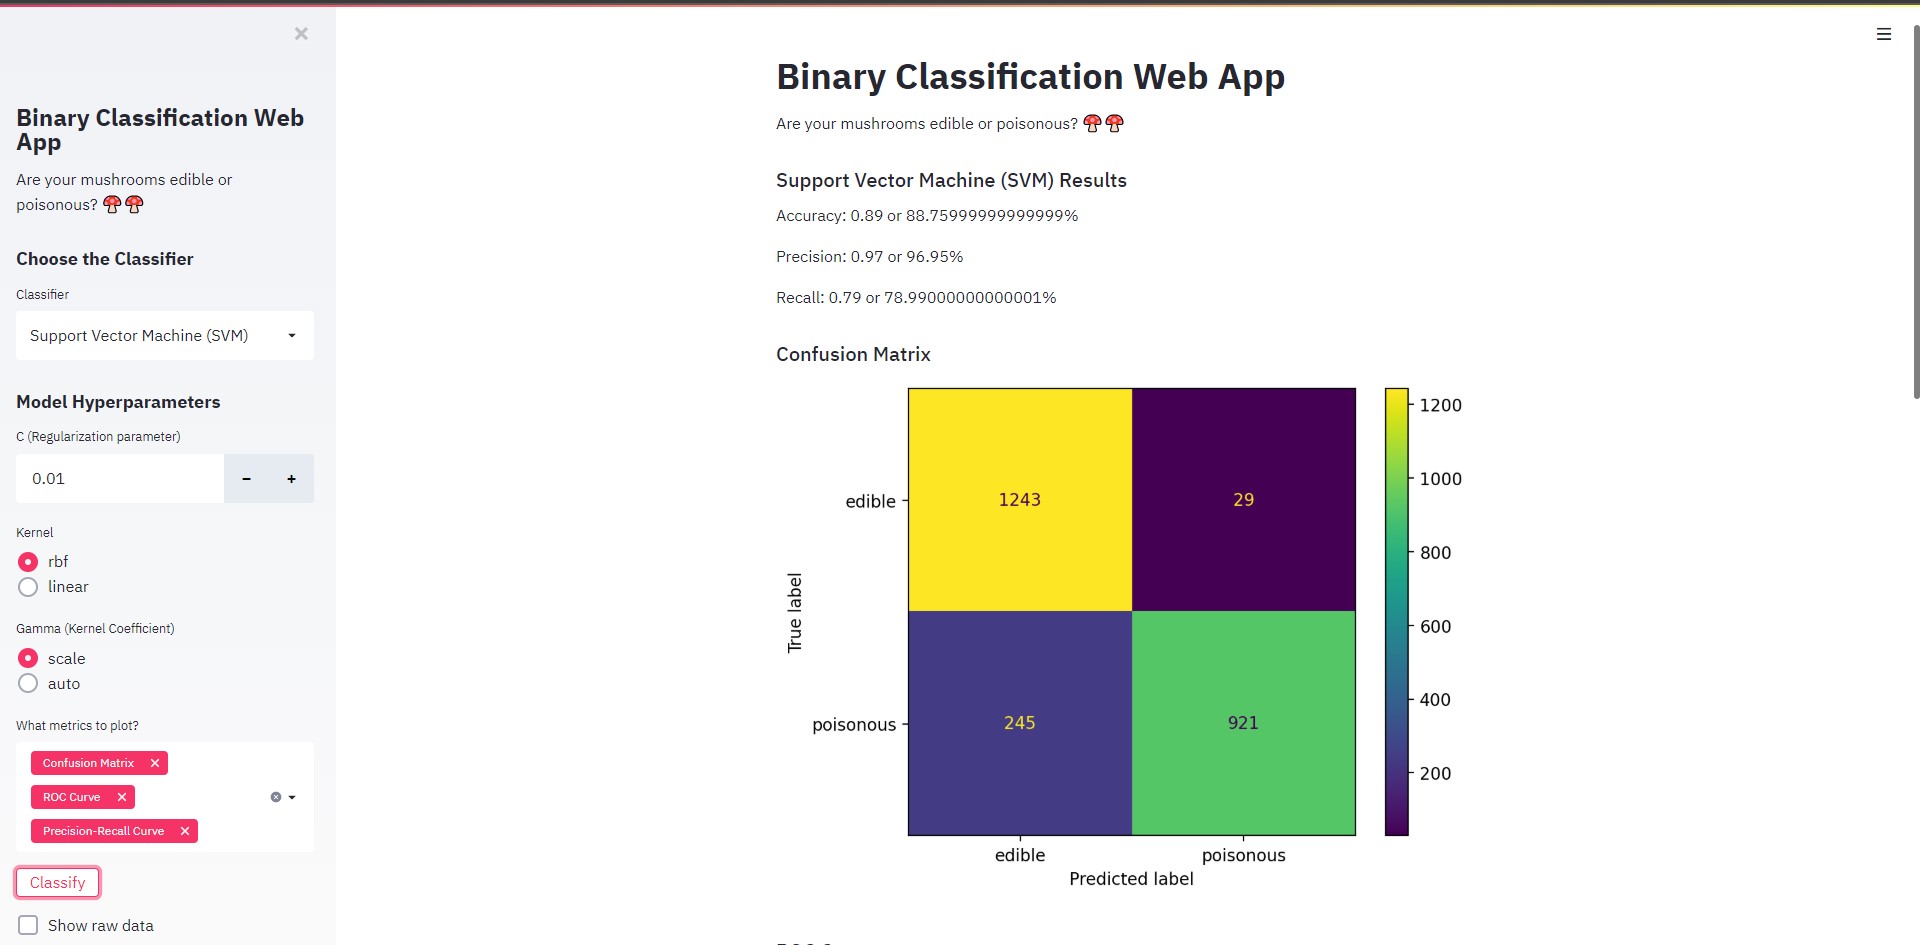 Binary Classification Web
App
Are your mushrooms edible or
poisonous? 🍄🍄
Choose the Classifier
Classifier
Support Vector Machine (SVM)
Model Hyperparameters
C (Regularization parameter)
0.01
Kernel
rbf
linear
Gamma (Kernel Coefficient)
scale
auto
What metrics to plot?
Confusion Matrix
ROC Curve
Precision-Recall Curve
Classify
Show raw data
Binary Classification Web App
Are your mushrooms edible or poisonous? 🍄🍄
Support Vector Machine (SVM) Results
Accuracy: 0.89 or 88.75999999999999%
Precision: 0.97 or 96.95%
Recall: 0.79 or 78.99000000000001%
Confusion Matrix
True label
edible
1243
29
poisonous
245
921
edible
poisonous
Predicted label
1200
1000
800
600
400
200